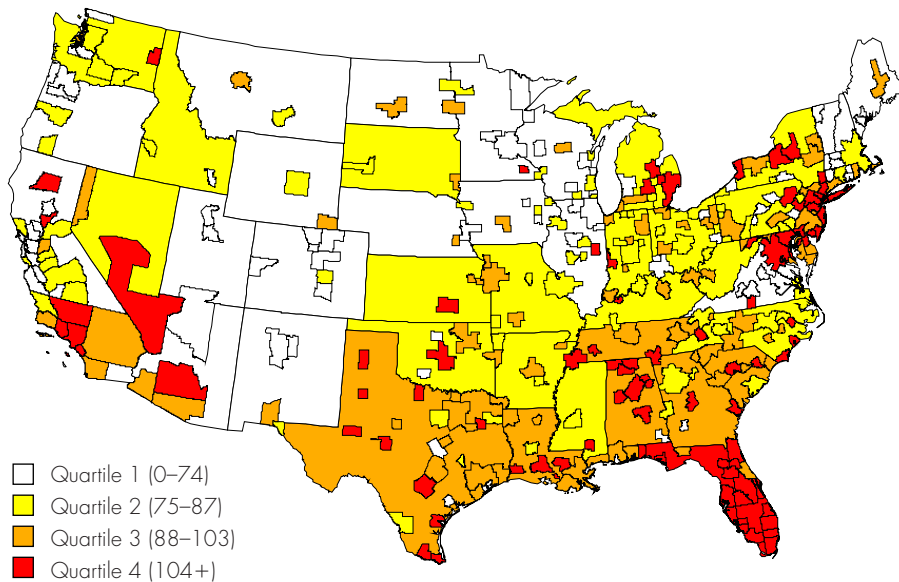 Quartile 1 (0–74)
Quartile 2 (75–87)
Quartile 3 (88–103)
Quartile 4 (104+)